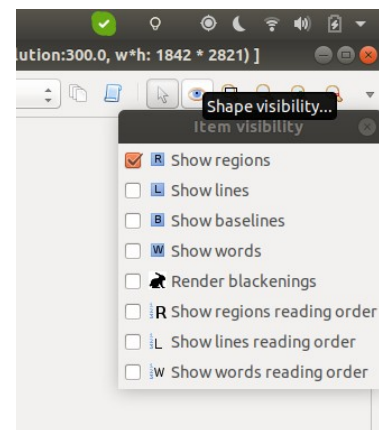 lution:300.0, w*h: 1842 * 2821) ]
Shape visibility...
Item visibility
R Show regions
L Show lines
B Show baselines
W Show words
Render blackenings
R Show regions reading order
L Show lines reading order
W Show words reading order